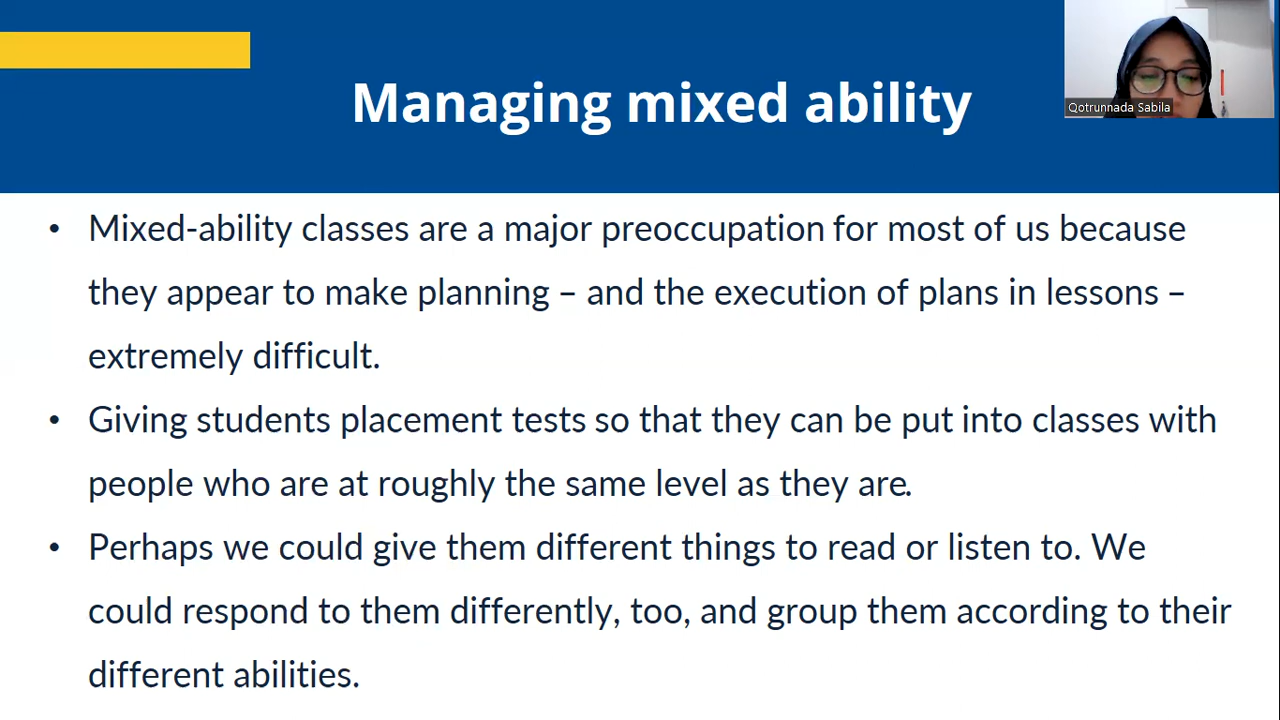 Managing mixed ability
Qotrunnada Sabila
• Mixed-ability classes are a major preoccupation for most of us because
they appear to make planning – and the execution of plans in lessons –
extremely difficult.
• Giving students placement tests so that they can be put into classes with
people who are at roughly the same level as they are.
• Perhaps we could give them different things to read or listen to. We
could respond to them differently, too, and group them according to their
different abilities.